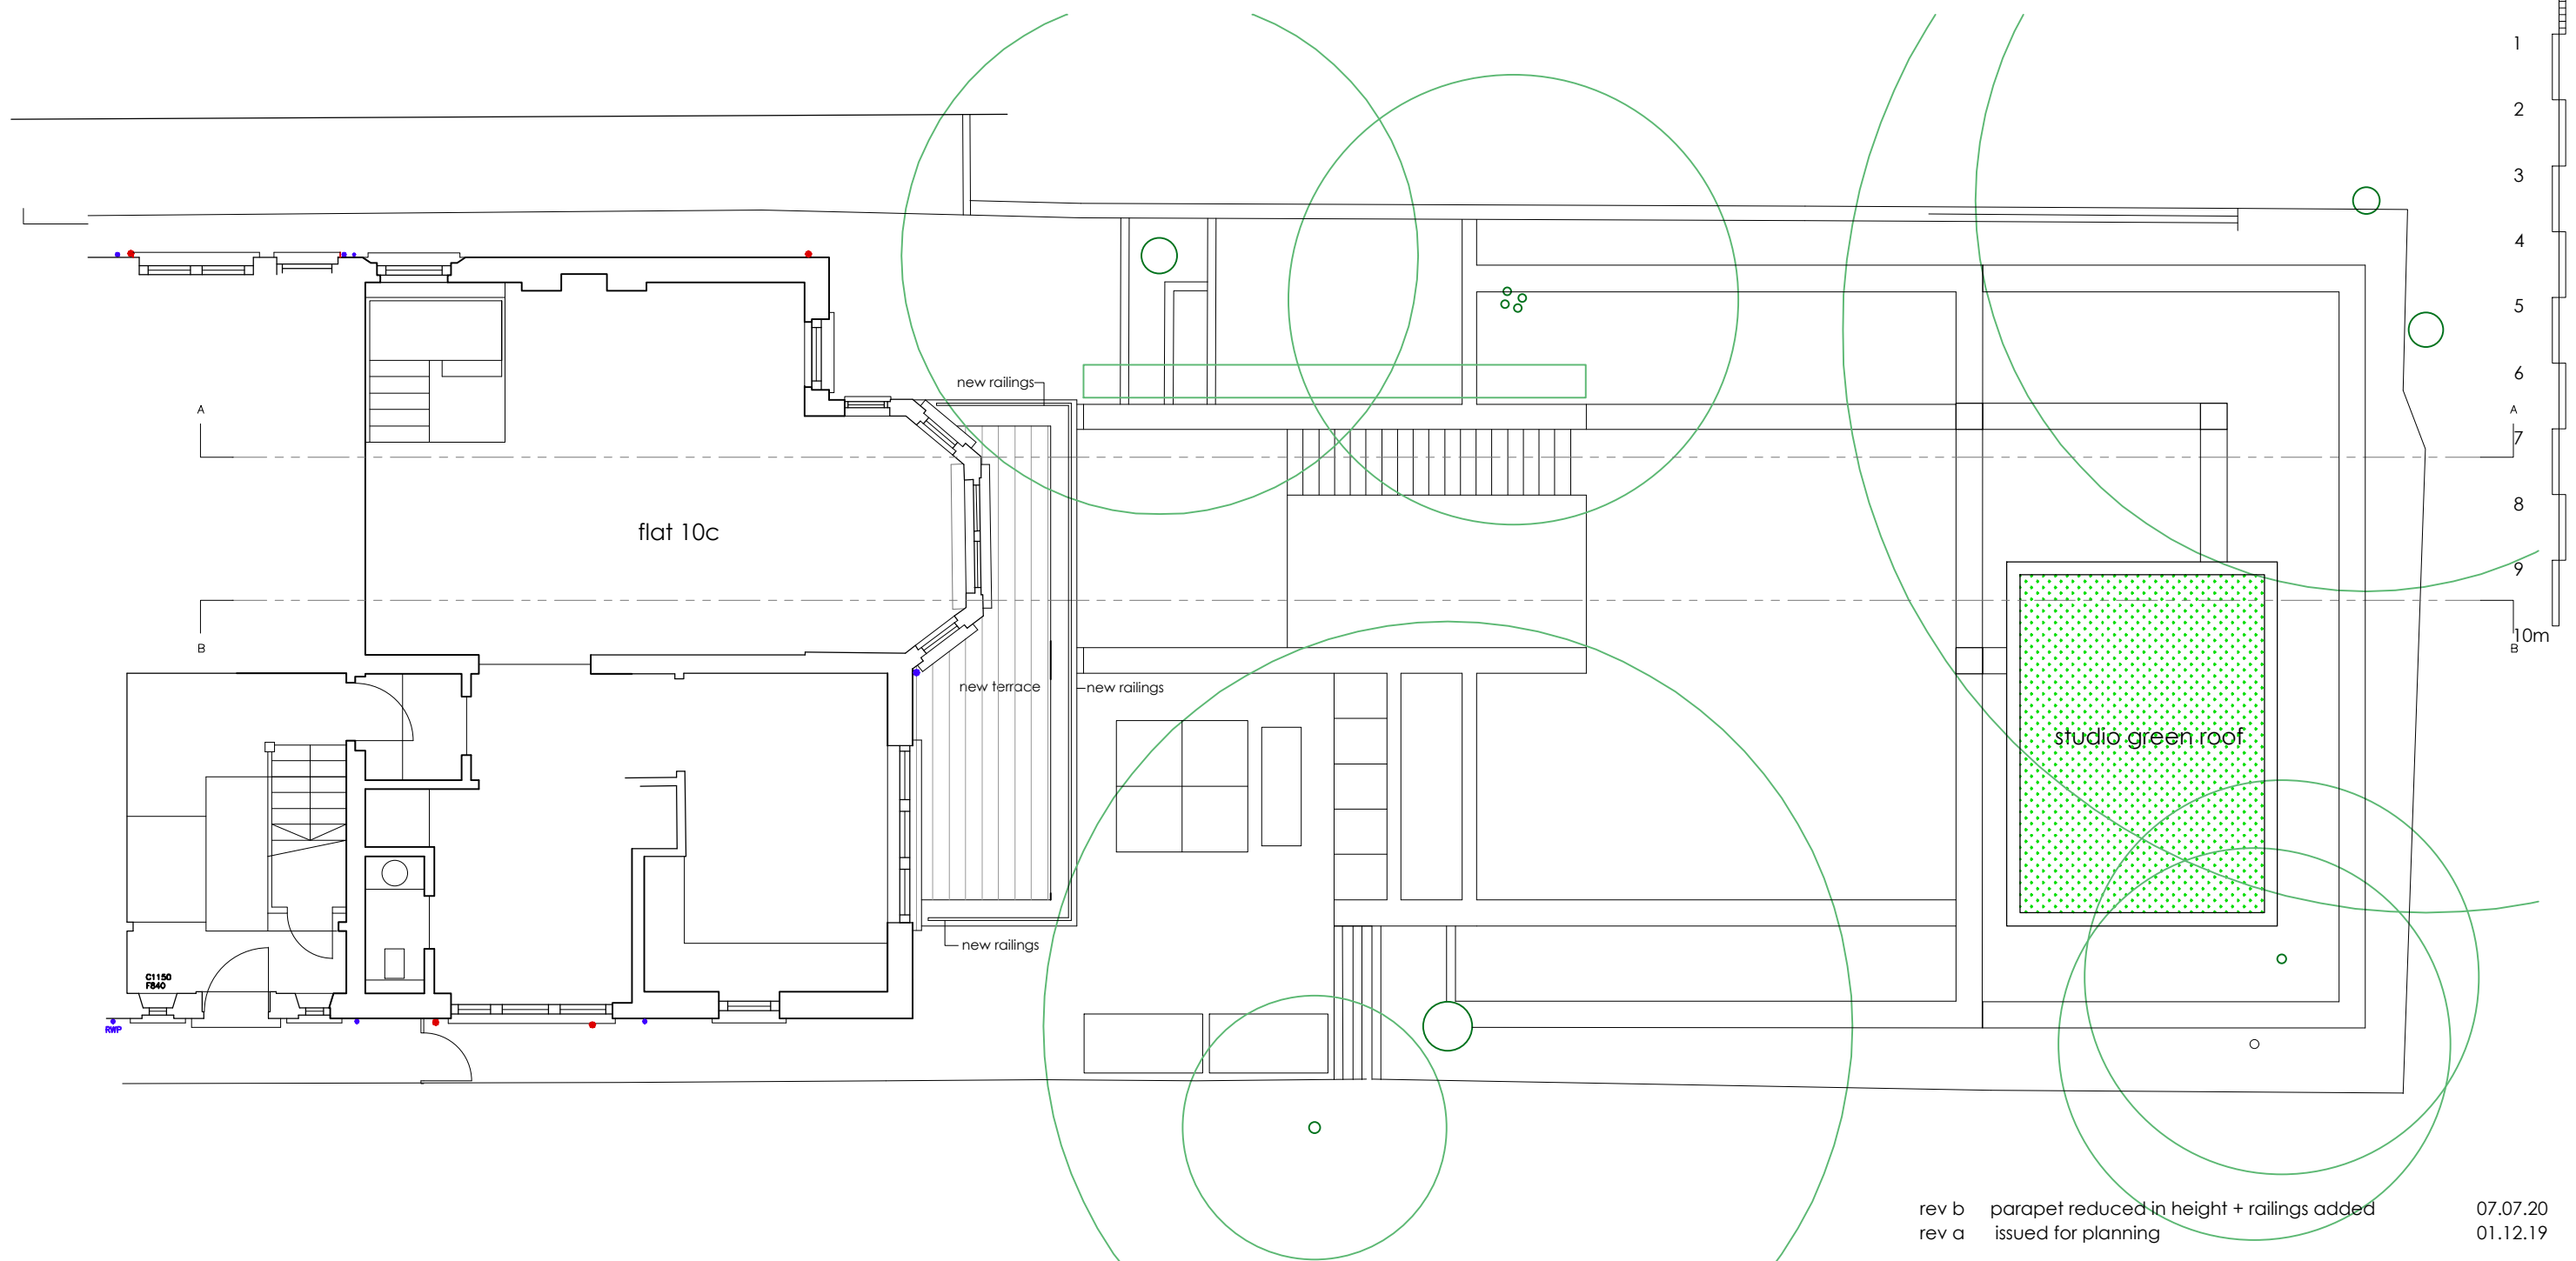 1
2
3
4
5
new railings
6
A
A
7
8
flat 10c
9
10m
B
B
new terrace
new railings
studio green roof
new railings
C1150
F840
RWP
rev b parapet reduced in height + railings added 07.07.20
rev a issued for planning 01.12.19